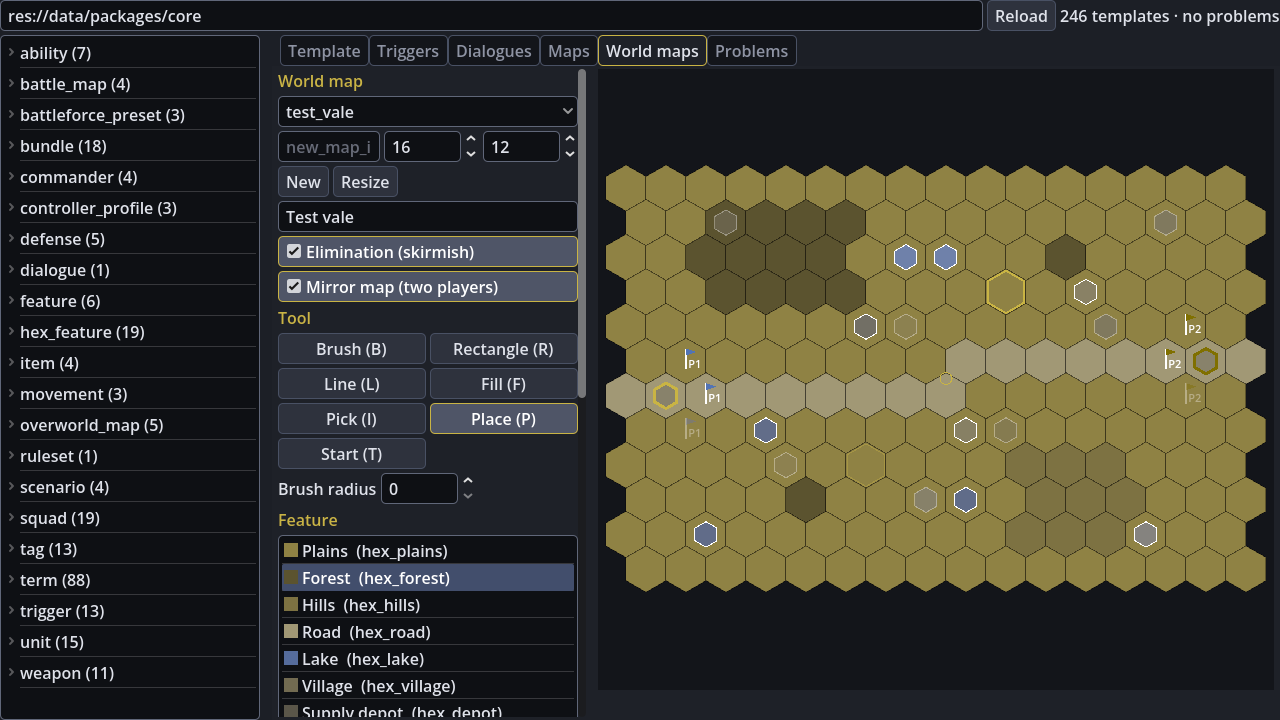 res://data/packages/core
Reload
246 templates · no problems
ability (7)
battle_map (4)
battleforce_preset (3)
bundle (18)
commander (4)
controller_profile (3)
defense (5)
dialogue (1)
feature (6)
hex_feature (19)
item (4)
movement (3)
overworld_map (5)
ruleset (1)
scenario (4)
squad (19)
tag (13)
term (88)
trigger (13)
unit (15)
weapon (11)
Template
Triggers
Dialogues
Maps
World maps
Problems
World map
test_vale
new_map_i
16
12
New
Resize
Test vale
Elimination (skirmish)
Mirror map (two players)
Tool
Brush (B)
Rectangle (R)
Line (L)
Fill (F)
Pick (I)
Place (P)
Start (T)
Brush radius
0
Feature
Plains (hex_plains)
Forest (hex_forest)
Hills (hex_hills)
Road (hex_road)
Lake (hex_lake)
Village (hex_village)
Supply depot (hex_depot)
P2
P1
P2
P1
P2
P1